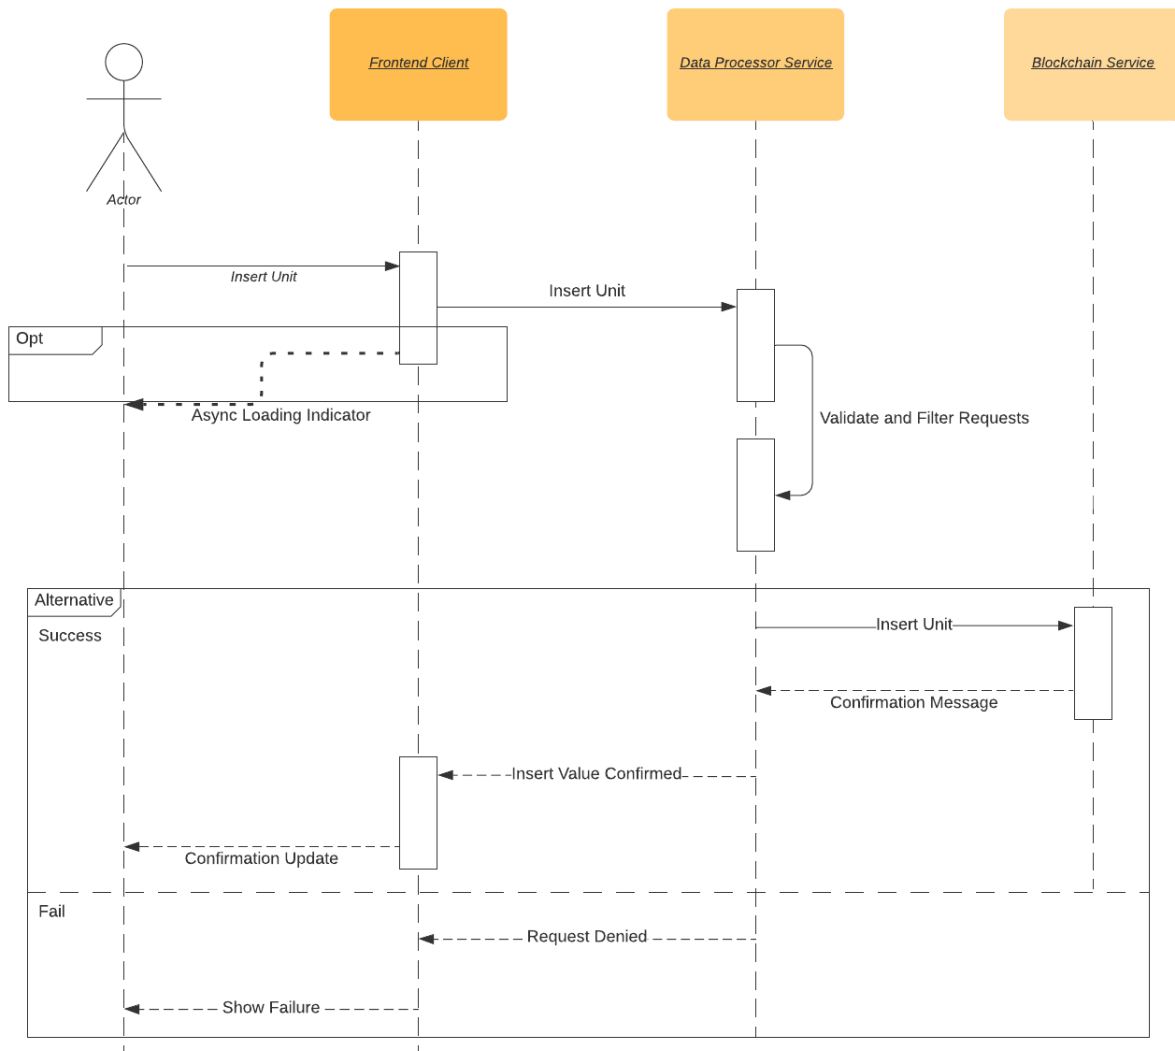 Frontend Client
Data Processor Service
Blockchain Service
Actor
Insert Unit
Insert Unit
Opt
Async Loading Indicator
Validate and Filter Requests
Alternative
Success
Insert Unit
Confirmation Message
Insert Value Confirmed
Confirmation Update
Fail
Request Denied
Show Failure